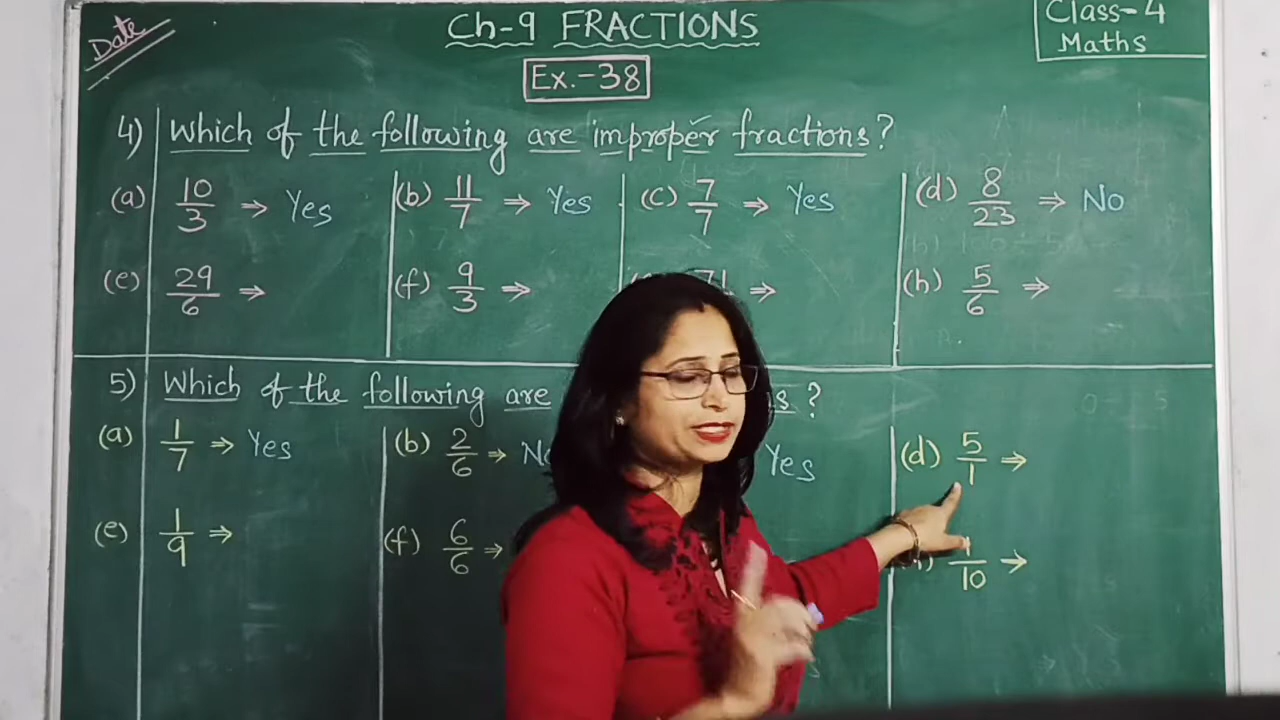 Date
Ch-9 FRACTIONS
Class-4
Maths
Ex.-38
4) Which of the following are improper fractions?
(a) 10/3 ⇒ Yes (b) 11/7 ⇒ Yes (c) 7/7 ⇒ Yes (d) 8/23 ⇒ No
(e) 29/6 ⇒ (f) 9/3 ⇒ 71 ⇒ (h) 5/6 ⇒
5) Which of the following are ?
(a) 1/7 ⇒ Yes (b) 2/6 ⇒ Yes (d) 5/1 ⇒
(e) 1/9 ⇒ (f) 6/6 ⇒ 1/10 ⇒